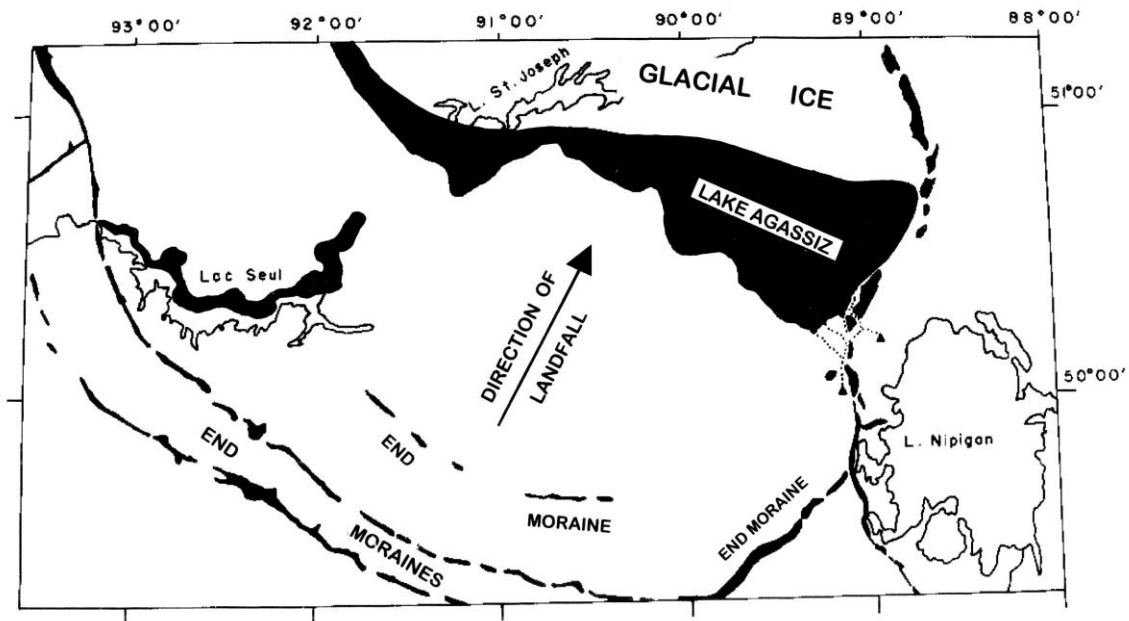 93°00'
92°00'
91°00'
90°00'
89°00'
88°00'
L. St. Joseph
GLACIAL ICE
51°00'
LAKE AGASSIZ
Lac Seul
DIRECTION OF
LANDFALL
50°00'
END
MORAINES
END
MORAINE
END MORAINE
L. Nipigon